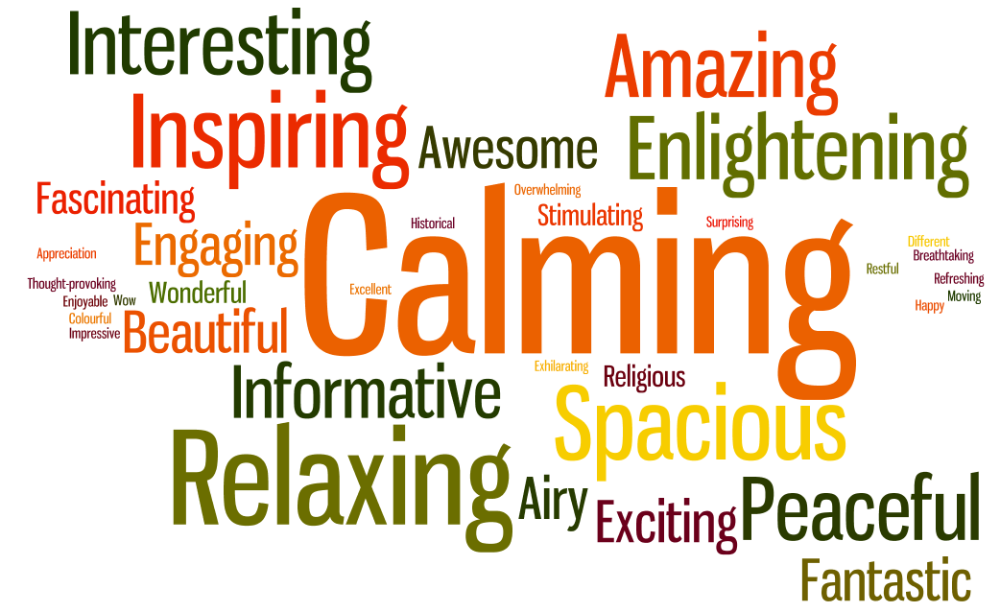 Interesting
Amazing
Inspiring
Awesome
Enlightening
Fascinating
Overwhelming
Stimulating
Surprising
Historical
Engaging
Calming
Different
Breathtaking
Appreciation
Restful
Thought-provoking
Wonderful
Excellent
Refreshing
Enjoyable
Wow
Moving
Happy
Colourful
Impressive
Beautiful
Exhilarating
Religious
Informative
Spacious
Relaxing
Airy
Exciting
Peaceful
Fantastic